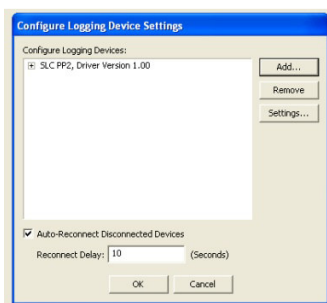 Configure Logging Device Settings
Configure Logging Devices:
SLC PP2, Driver Version 1.00
Add...
Remove
Settings...
Auto-Reconnect Disconnected Devices
Reconnect Delay: 10 (Seconds)
OK Cancel